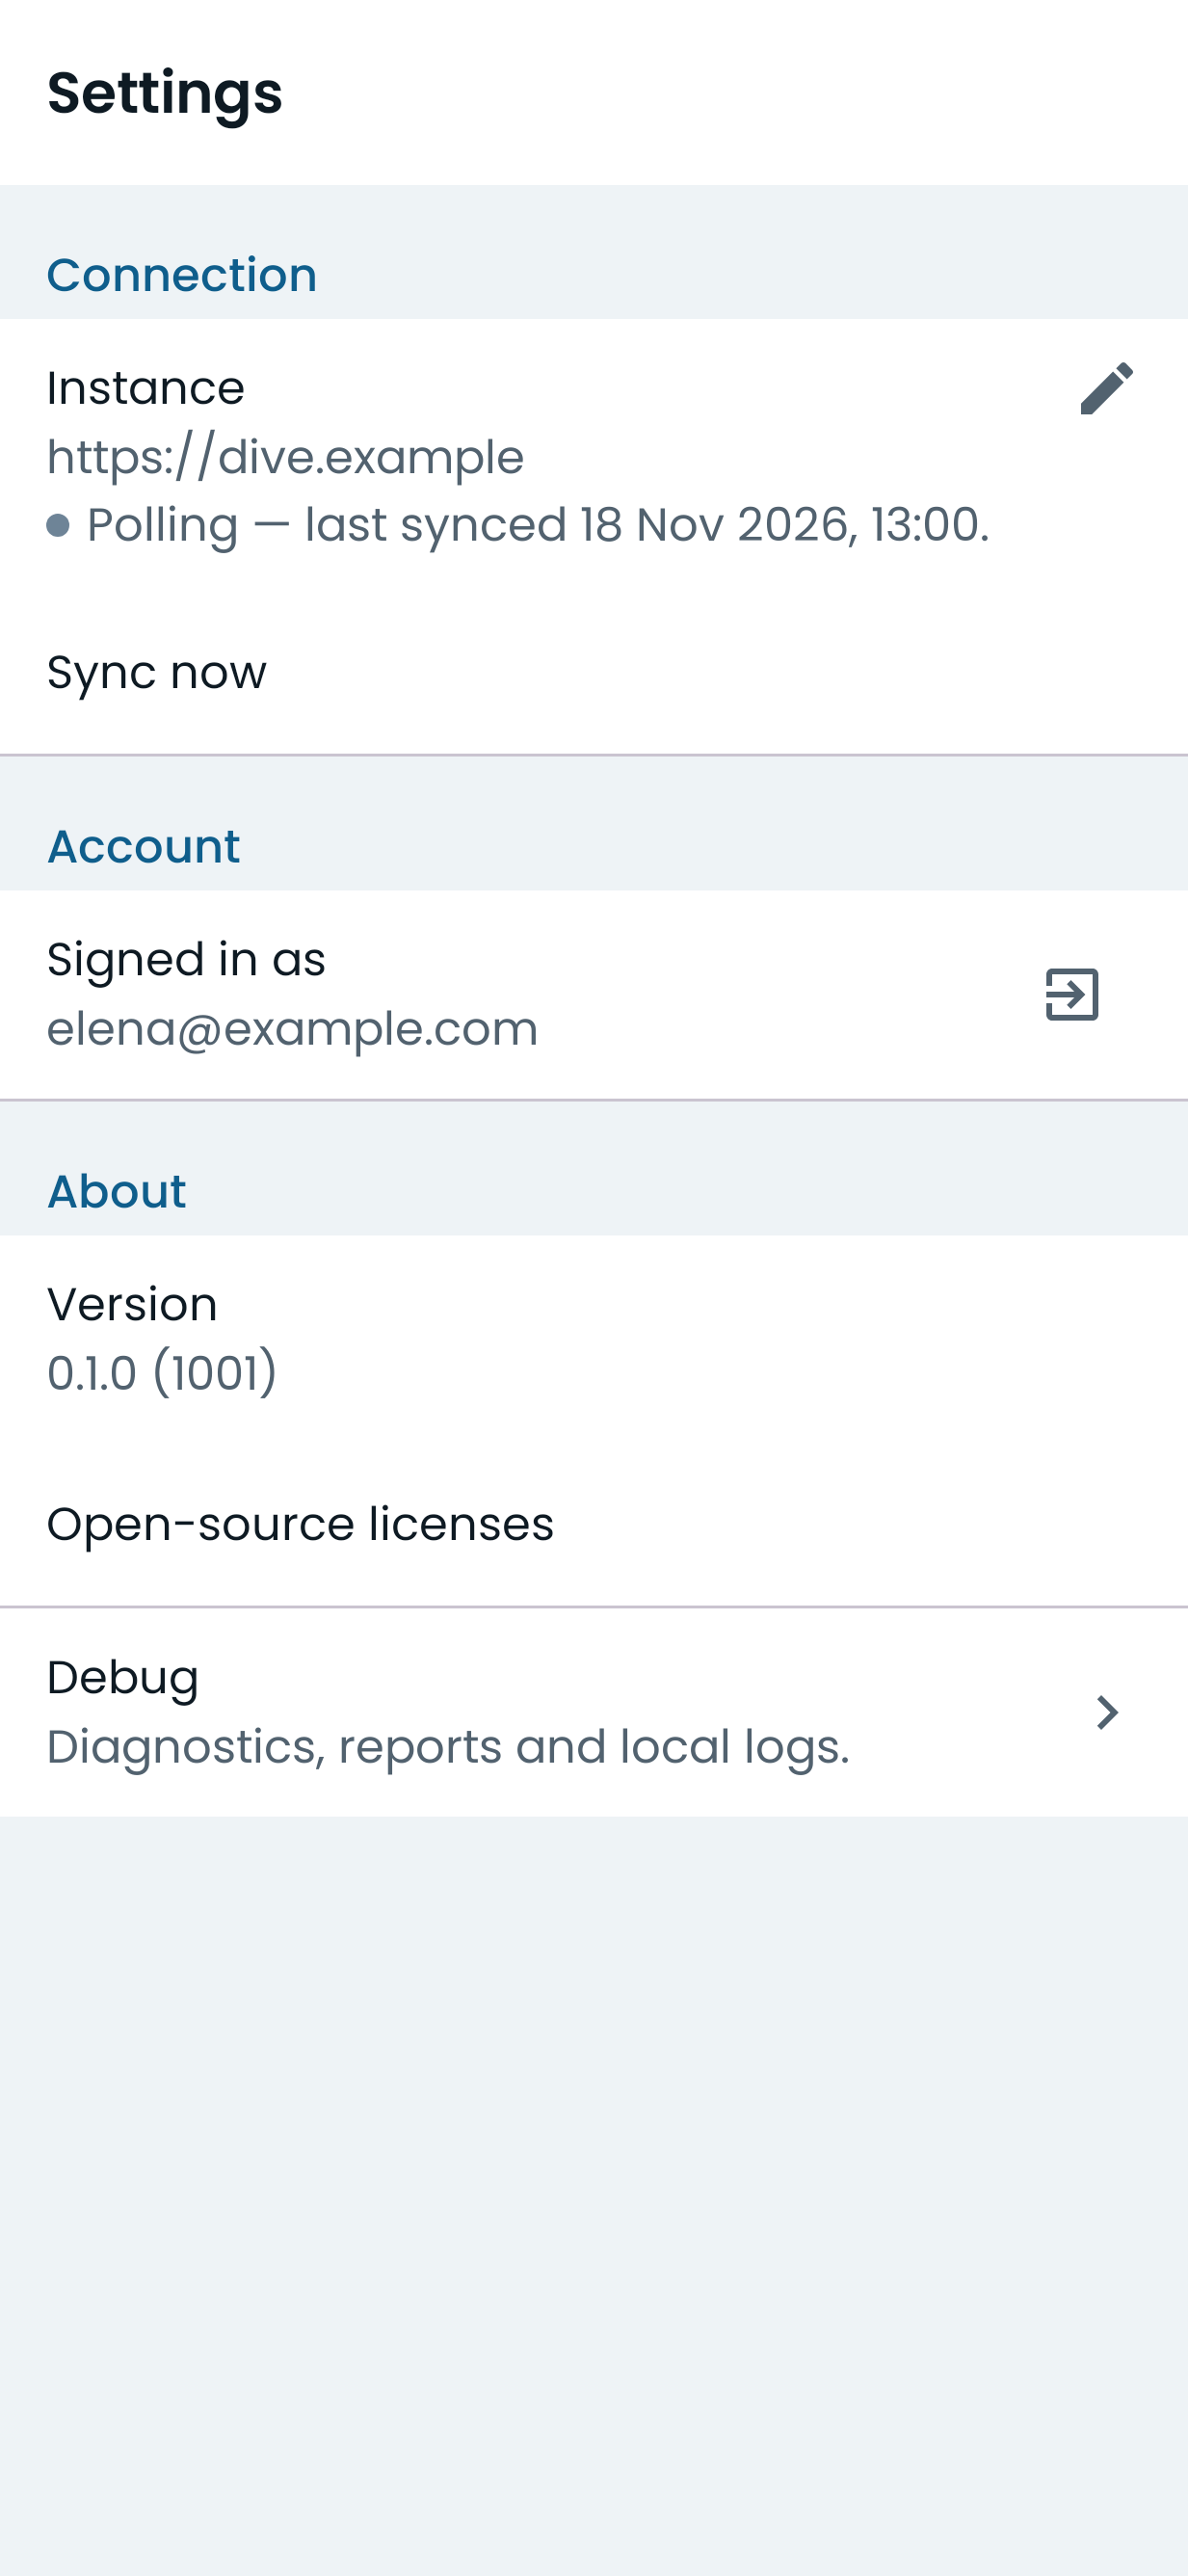 Settings
Connection
Instance
https://dive.example
Polling — last synced 18 Nov 2026, 13:00.
Sync now
Account
Signed in as
elena@example.com
About
Version
0.1.0 (1001)
Open-source licenses
Debug
Diagnostics, reports and local logs.